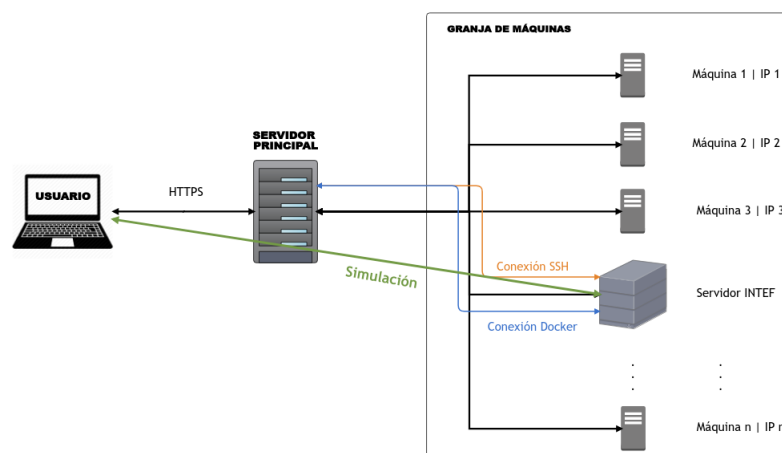 GRANJA DE MÁQUINAS
Máquina 1 | IP 1
SERVIDOR
PRINCIPAL
Máquina 2 | IP 2
USUARIO
HTTPS
Máquina 3 | IP 3
Simulación
Conexión SSH
Servidor INTEF
Conexión Docker
. .
. .
. .
Máquina n | IP n